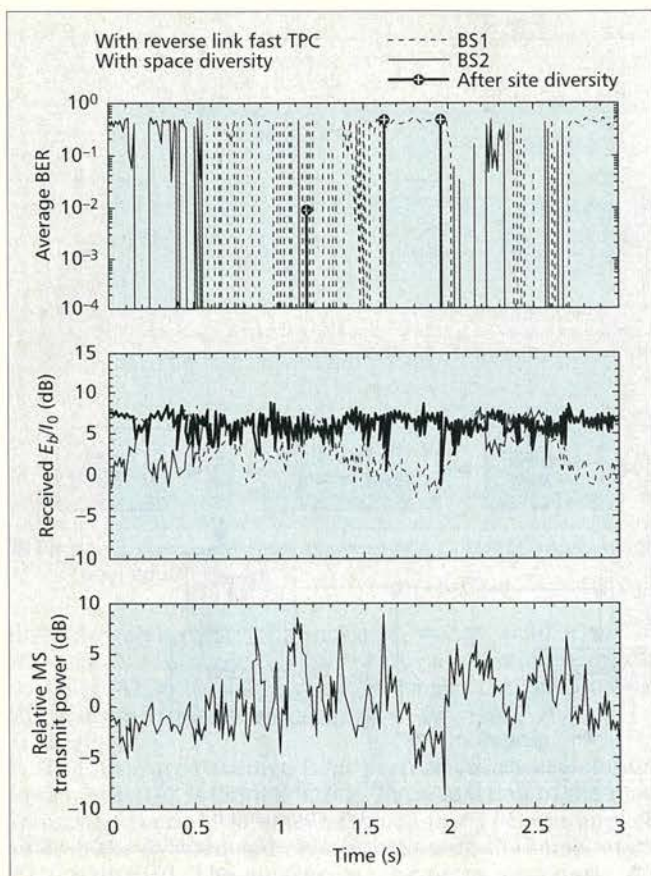 With reverse link fast TPC
With space diversity
BS1
BS2
After site diversity
Average BER
10⁰
10⁻¹
10⁻²
10⁻³
10⁻⁴
Received E_b/I_0 (dB)
15
10
5
0
−5
−10
Relative MS
transmit power (dB)
10
5
0
−5
−10
0 0.5 1 1.5 2 2.5 3
Time (s)